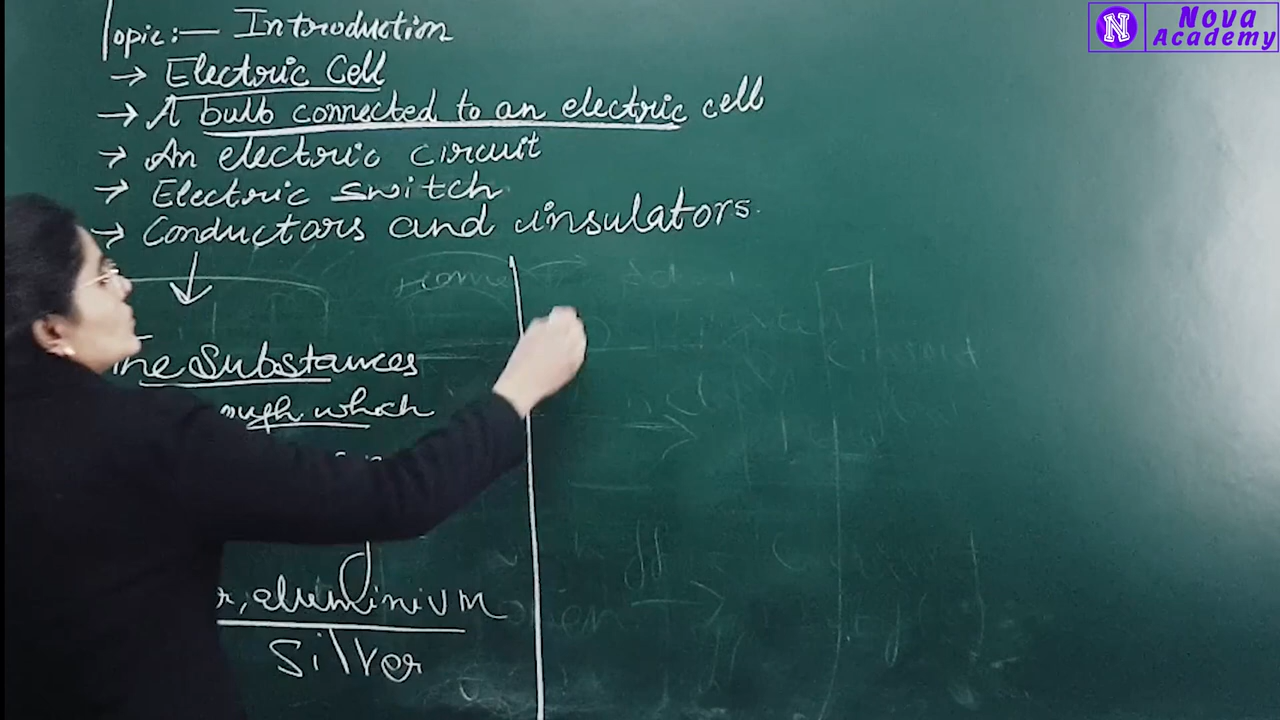 Topic:— Introduction
→ Electric Cell
→ A bulb connected to an electric cell
→ An electric circuit
→ Electric switch
→ Conductors and insulators.
Substances
which
, aluminium
Silver
Nova
Academy
N